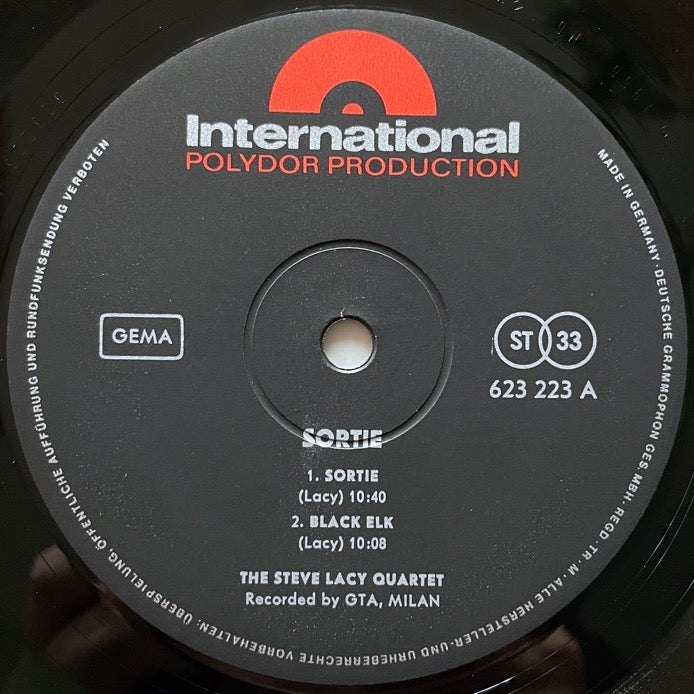 International
POLYDOR PRODUCTION
MADE IN GERMANY · DEUTSCHE GRAMMOPHON GES. MBH · REGD · TR. M. · ALLE HERSTELLER- UND URHEBERRECHTE VORBEHALTEN. ÜBERSPIELUNG, ÖFFENTLICHE AUFFÜHRUNG UND RUNDFUNKSENDUNG VERBOTEN
GEMA
ST 33
623 223 A
SORTIE
1. SORTIE
(Lacy) 10:40
2. BLACK ELK
(Lacy) 10:08
THE STEVE LACY QUARTET
Recorded by GTA, MILAN